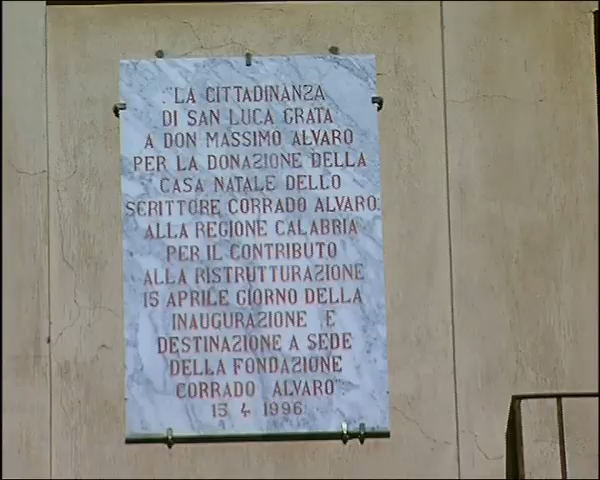 "LA CITTADINANZA
DI SAN LUCA GRATA
A DON MASSIMO ALVARO
PER LA DONAZIONE DELLA
CASA NATALE DELLO
SCRITTORE CORRADO ALVARO
ALLA REGIONE CALABRIA
PER IL CONTRIBUTO
ALLA RISTRUTTURAZIONE
15 APRILE GIORNO DELLA
INAUGURAZIONE E
DESTINAZIONE A SEDE
DELLA FONDAZIONE
CORRADO ALVARO"
15 4 1996